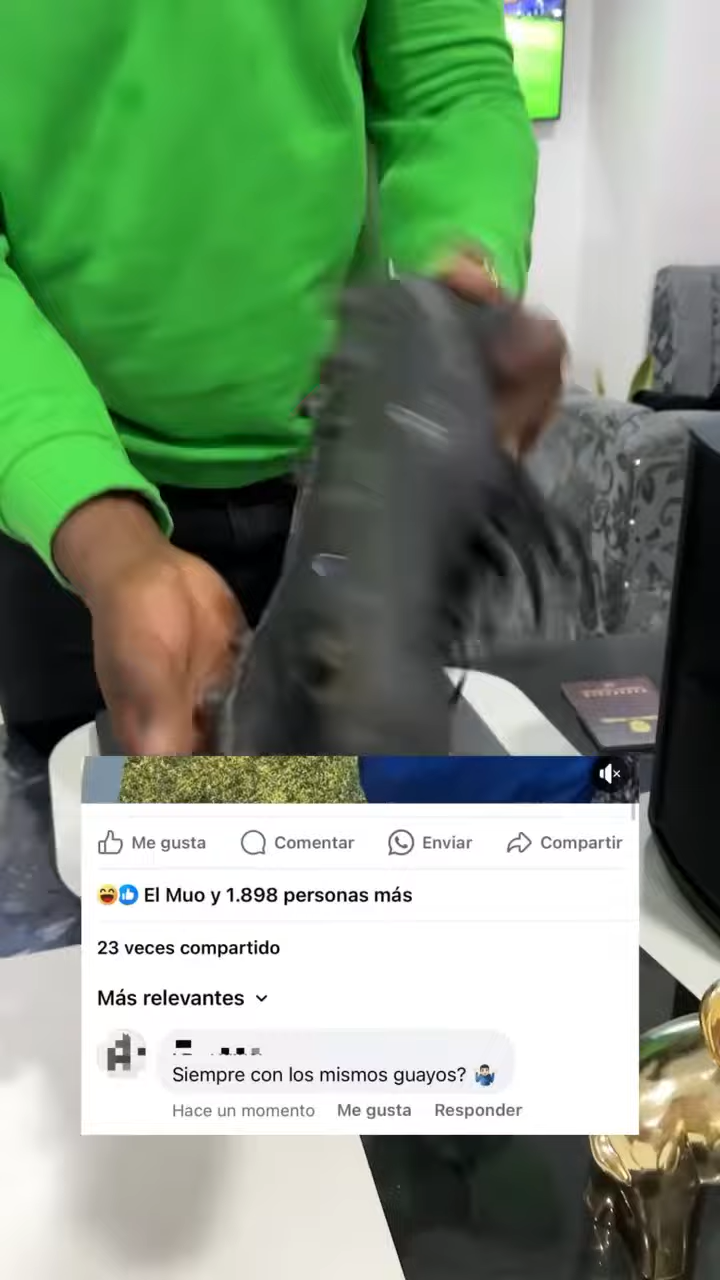 Me gusta Comentar Enviar Compartir
El Muo y 1.898 personas más
23 veces compartido
Más relevantes
Siempre con los mismos guayos? 🤷🏻‍♂️
Hace un momento Me gusta Responder